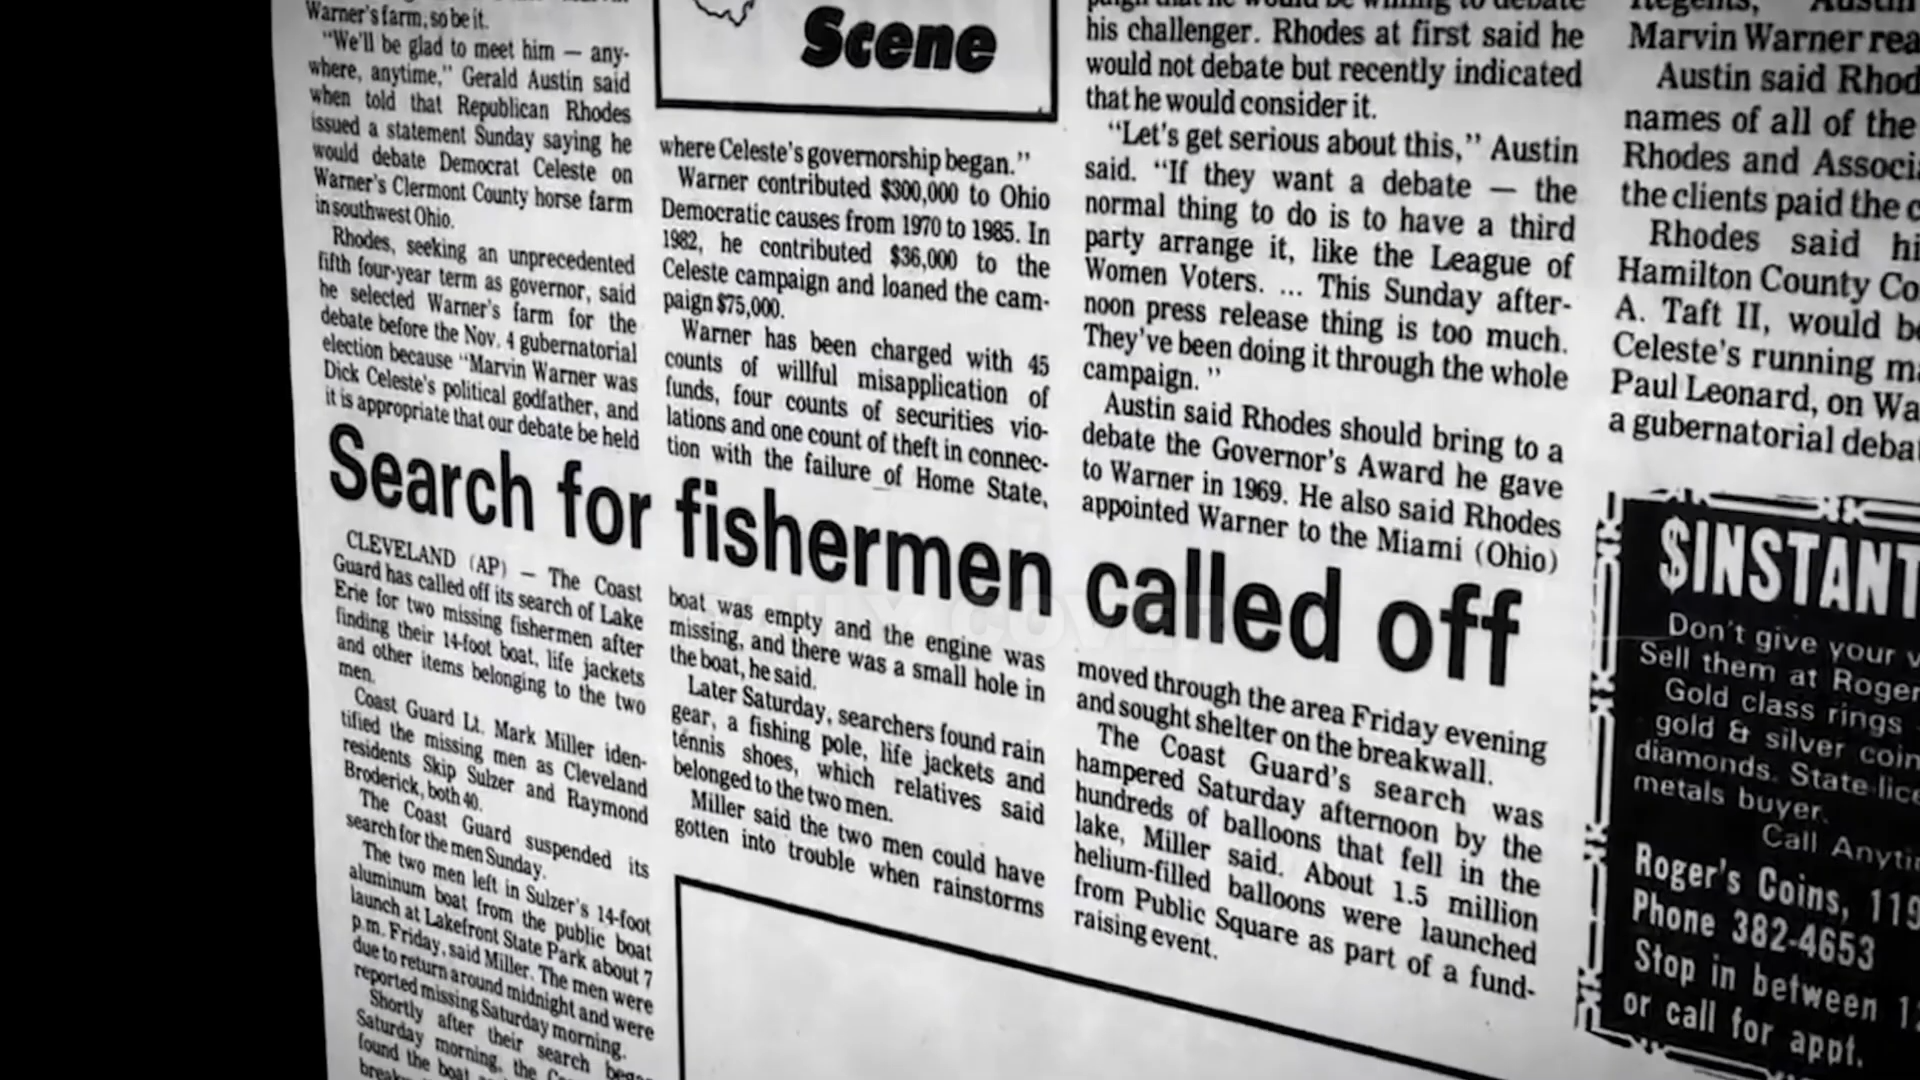 Warner's farm, so be it.
"We'll be glad to meet him — any-
where, anytime," Gerald Austin said
when told that Republican Rhodes
issued a statement Sunday saying he
would debate Democrat Celeste on
Warner's Clermont County horse farm
in southwest Ohio.
Rhodes, seeking an unprecedented
fifth four-year term as governor, said
he selected Warner's farm for the
debate before the Nov. 4 gubernatorial
election because "Marvin Warner was
Dick Celeste's political godfather, and
it is appropriate that our debate be held
Scene
where Celeste's governorship began."
Warner contributed $300,000 to Ohio
Democratic causes from 1970 to 1985. In
1982, he contributed $36,000 to the
Celeste campaign and loaned the cam-
paign $75,000.
Warner has been charged with 45
counts of willful misapplication of
funds, four counts of securities vio-
lations and one count of theft in connec-
tion with the failure of Home State,
his challenger. Rhodes at first said he
would not debate but recently indicated
that he would consider it.
"Let's get serious about this," Austin
said. "If they want a debate — the
normal thing to do is to have a third
party arrange it, like the League of
Women Voters. ... This Sunday after-
noon press release thing is too much.
They've been doing it through the whole
campaign."
Austin said Rhodes should bring to a
debate the Governor's Award he gave
to Warner in 1969. He also said Rhodes
appointed Warner to the Miami (Ohio)
Marvin Warner rea
Austin said Rhod
names of all of the
Rhodes and Associ
the clients paid the c
Rhodes said hi
Hamilton County Co
A. Taft II, would b
Celeste's running m
Paul Leonard, on Wa
a gubernatorial deba
Search for fishermen called off
CLEVELAND (AP) — The Coast
Guard has called off its search of Lake
Erie for two missing fishermen after
finding their 14-foot boat, life jackets
and other items belonging to the two
men.
Coast Guard Lt. Mark Miller iden-
tified the missing men as Cleveland
residents Skip Sulzer and Raymond
Broderick, both 40.
The Coast Guard suspended its
search for the men Sunday.
The two men left in Sulzer's 14-foot
aluminum boat from the public boat
launch at Lakefront State Park about 7
p.m. Friday, said Miller. The men were
due to return around midnight and were
reported missing Saturday morning.
Shortly after their search bega
Saturday morning, the
found the boat
boat was empty and the engine was
missing, and there was a small hole in
the boat, he said.
Later Saturday, searchers found rain
gear, a fishing pole, life jackets and
tennis shoes, which relatives said
belonged to the two men.
Miller said the two men could have
gotten into trouble when rainstorms
moved through the area Friday evening
and sought shelter on the breakwall.
The Coast Guard's search was
hampered Saturday afternoon by the
hundreds of balloons that fell in the
lake, Miller said. About 1.5 million
helium-filled balloons were launched
from Public Square as part of a fund-
raising event.
$INSTANT
Don't give your v
Sell them at Roger
Gold class rings
gold & silver coin
diamonds. State-lice
metals buyer.
Call Anyti
Roger's Coins, 119
Phone 382-4653
Stop in between 1
or call for appt.